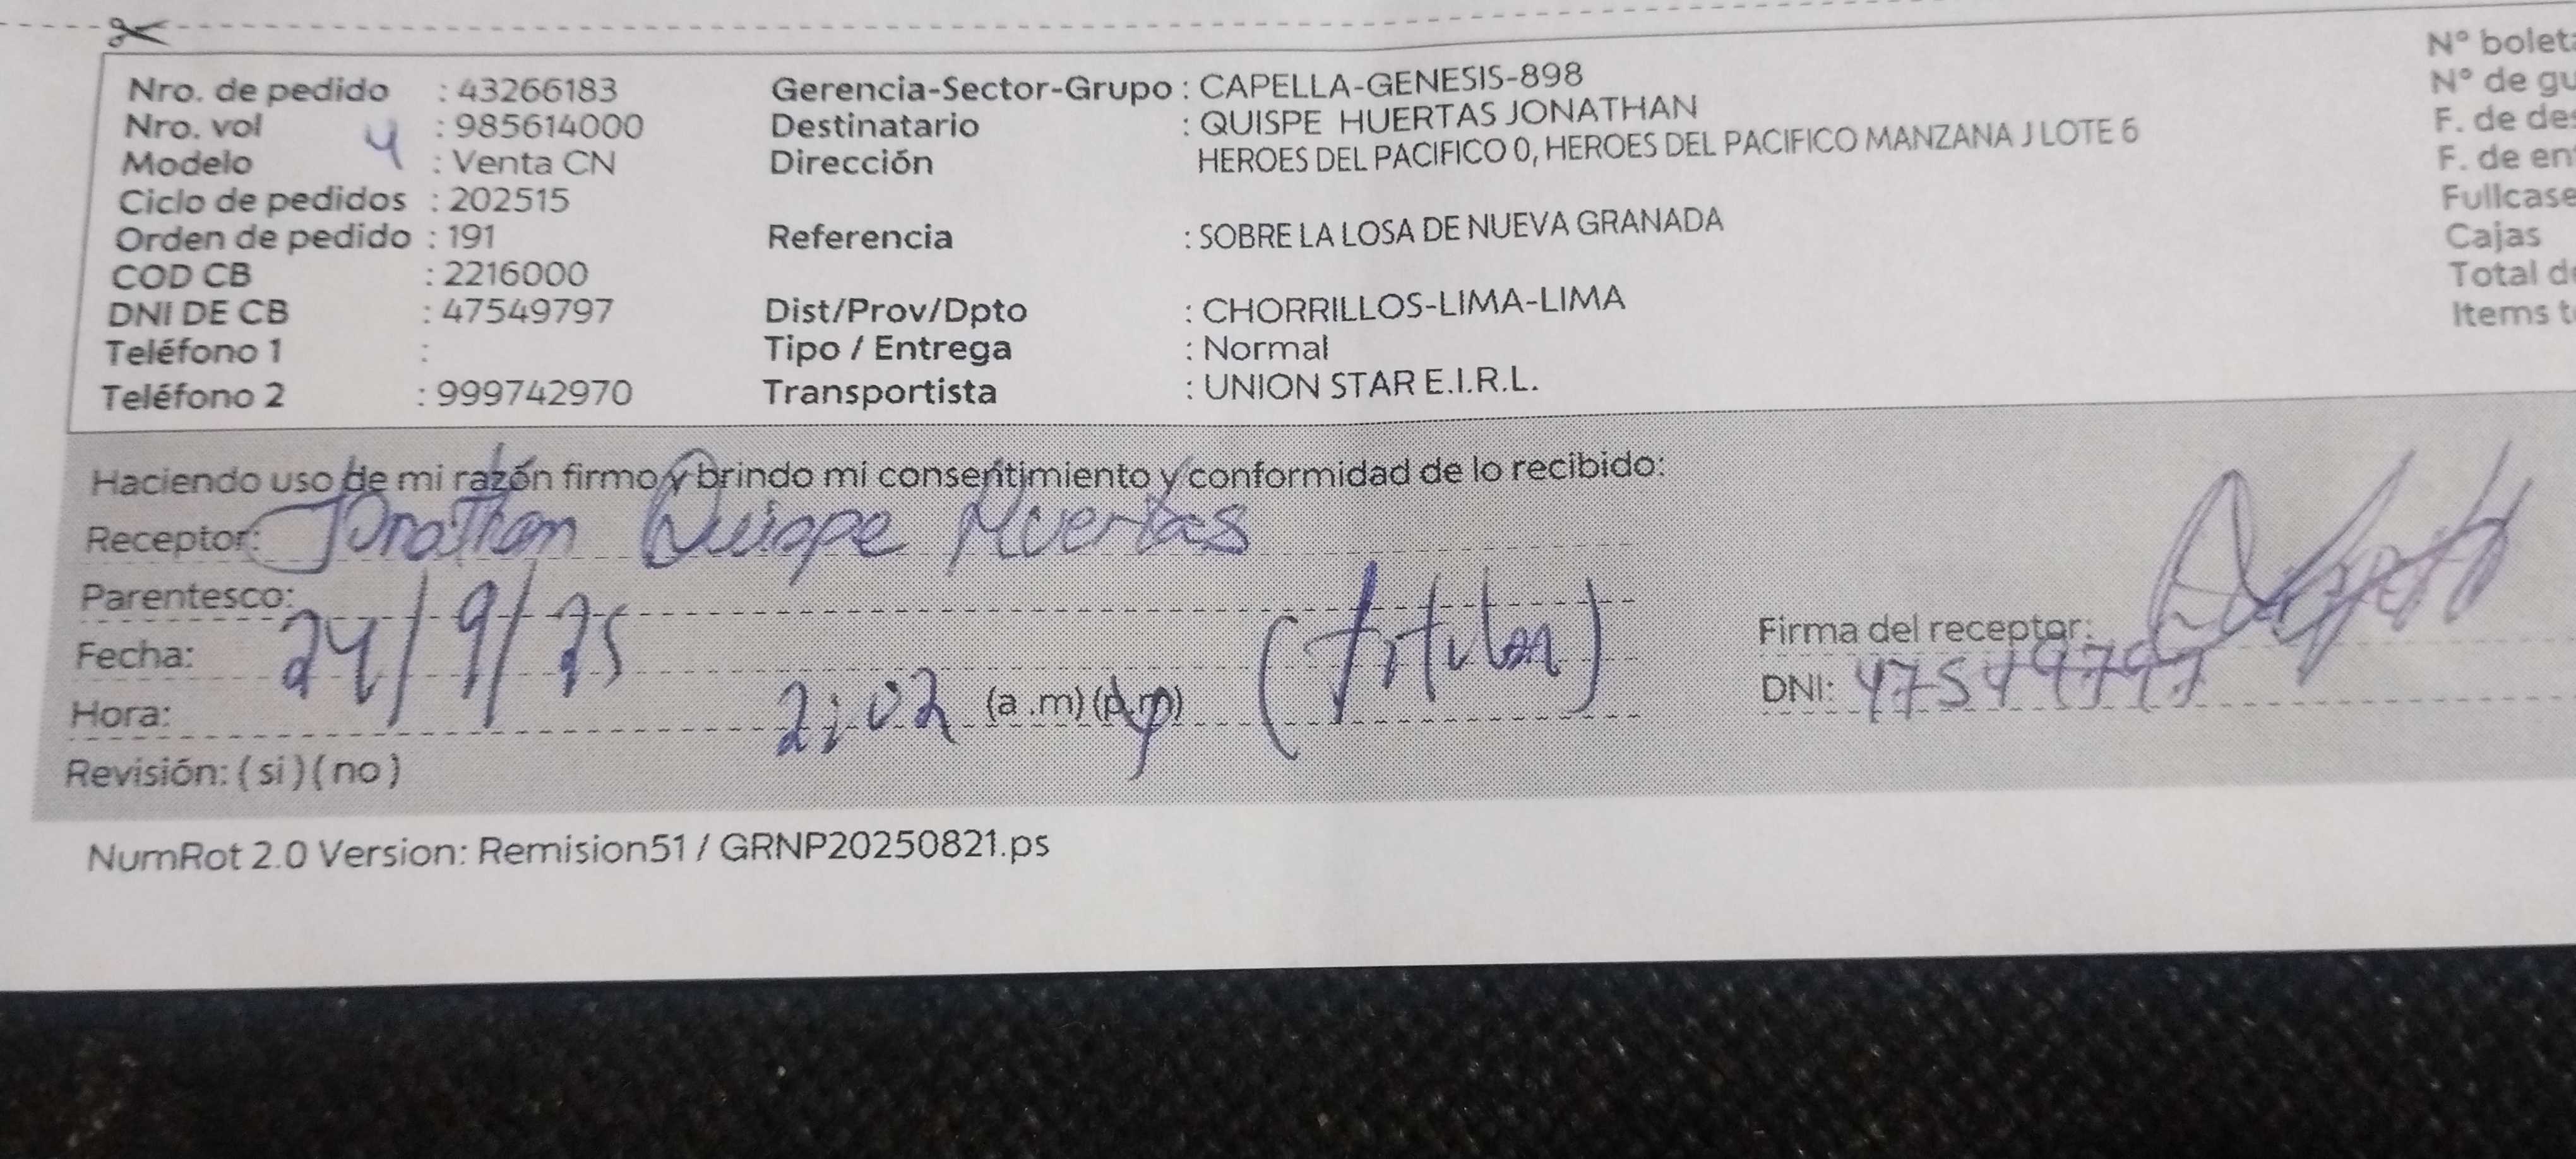 Nro. de pedido : 43266183
Nro. vol : 985614000
4
Modelo : Venta CN
Ciclo de pedidos : 202515
Orden de pedido : 191
COD CB : 2216000
DNI DE CB : 47549797
Teléfono 1 :
Teléfono 2 : 999742970
Gerencia-Sector-Grupo : CAPELLA-GENESIS-898
Destinatario : QUISPE HUERTAS JONATHAN
Dirección HEROES DEL PACIFICO 0, HEROES DEL PACIFICO MANZANA J LOTE 6
Referencia : SOBRE LA LOSA DE NUEVA GRANADA
Dist/Prov/Dpto : CHORRILLOS-LIMA-LIMA
Tipo / Entrega : Normal
Transportista : UNION STAR E.I.R.L.
N° bolet
N° de gu
F. de de
F. de en
Fullcase
Cajas
Total d
Items t
Haciendo uso de mi razón firmo y brindo mi consentimiento y conformidad de lo recibido:
Receptor: Jonathan Quispe Huertas
Parentesco:
Fecha: 24/9/25
(titular)
Hora: 2:02 (a .m) (p.m)
Revisión: ( si ) ( no )
Firma del receptor:
DNI: 47549797
NumRot 2.0 Version: Remision51 / GRNP20250821.ps